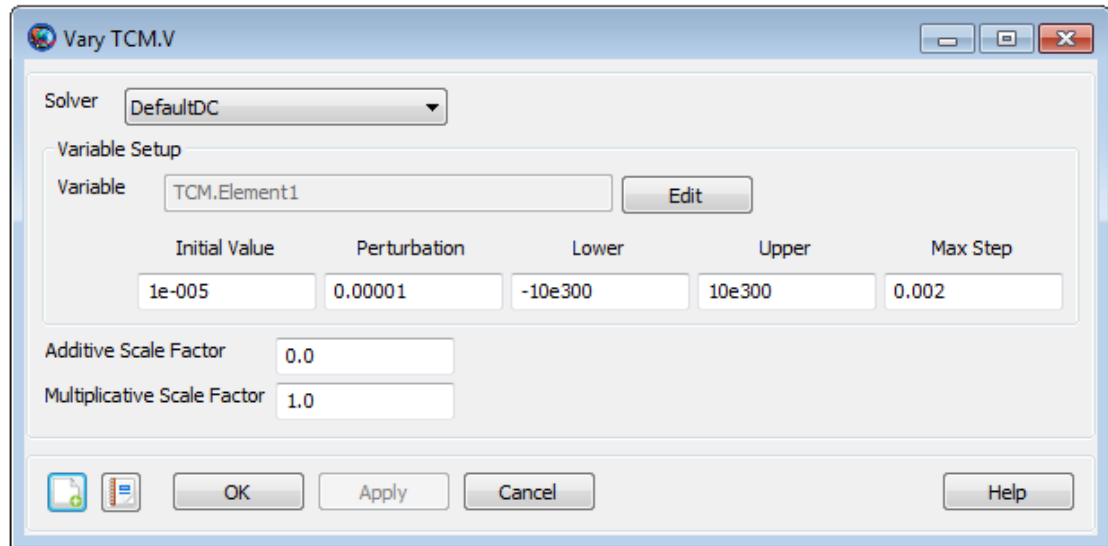 Vary TCM.V
Solver DefaultDC
Variable Setup
Variable TCM.Element1 Edit
Initial Value Perturbation Lower Upper Max Step
1e-005 0.00001 -10e300 10e300 0.002
Additive Scale Factor 0.0
Multiplicative Scale Factor 1.0
OK Apply Cancel Help